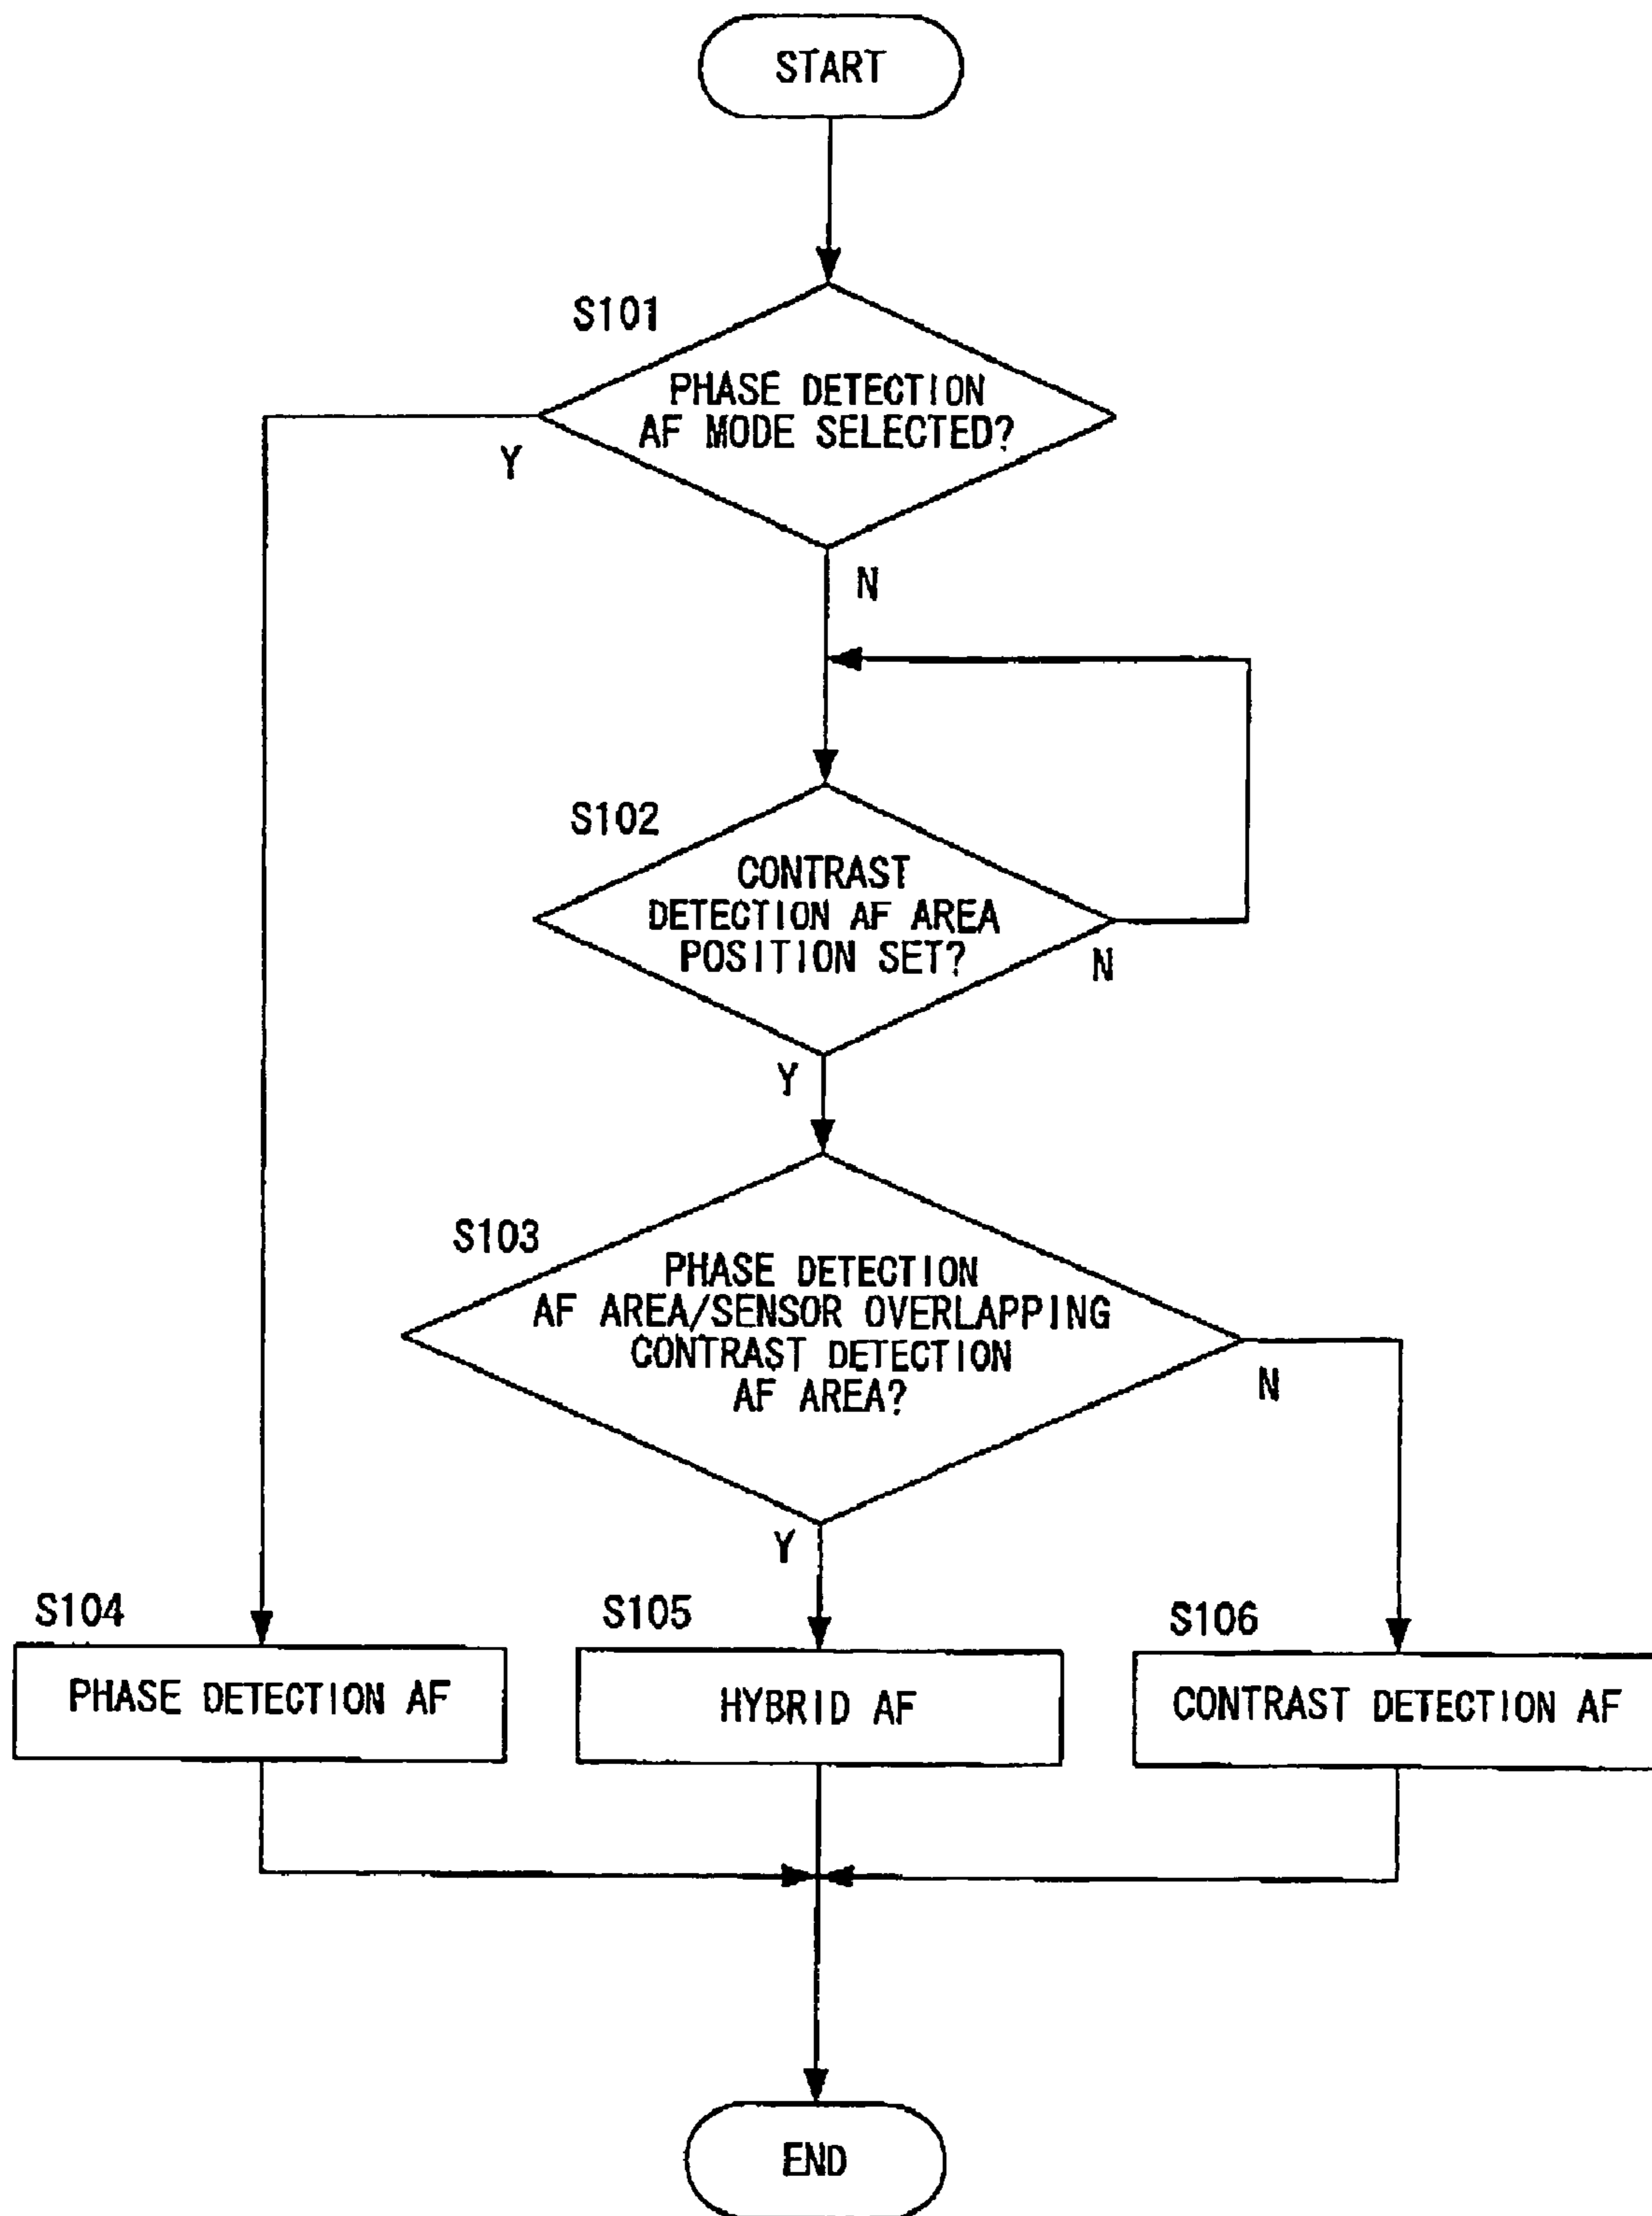 START
S101
PHASE DETECTION
AF MODE SELECTED?
Y
N
S102
CONTRAST
DETECTION AF AREA
POSITION SET?
N
Y
S103
PHASE DETECTION
AF AREA/SENSOR OVERLAPPING
CONTRAST DETECTION
AF AREA?
N
Y
S104
S105
S106
PHASE DETECTION AF
HYBRID AF
CONTRAST DETECTION AF
END